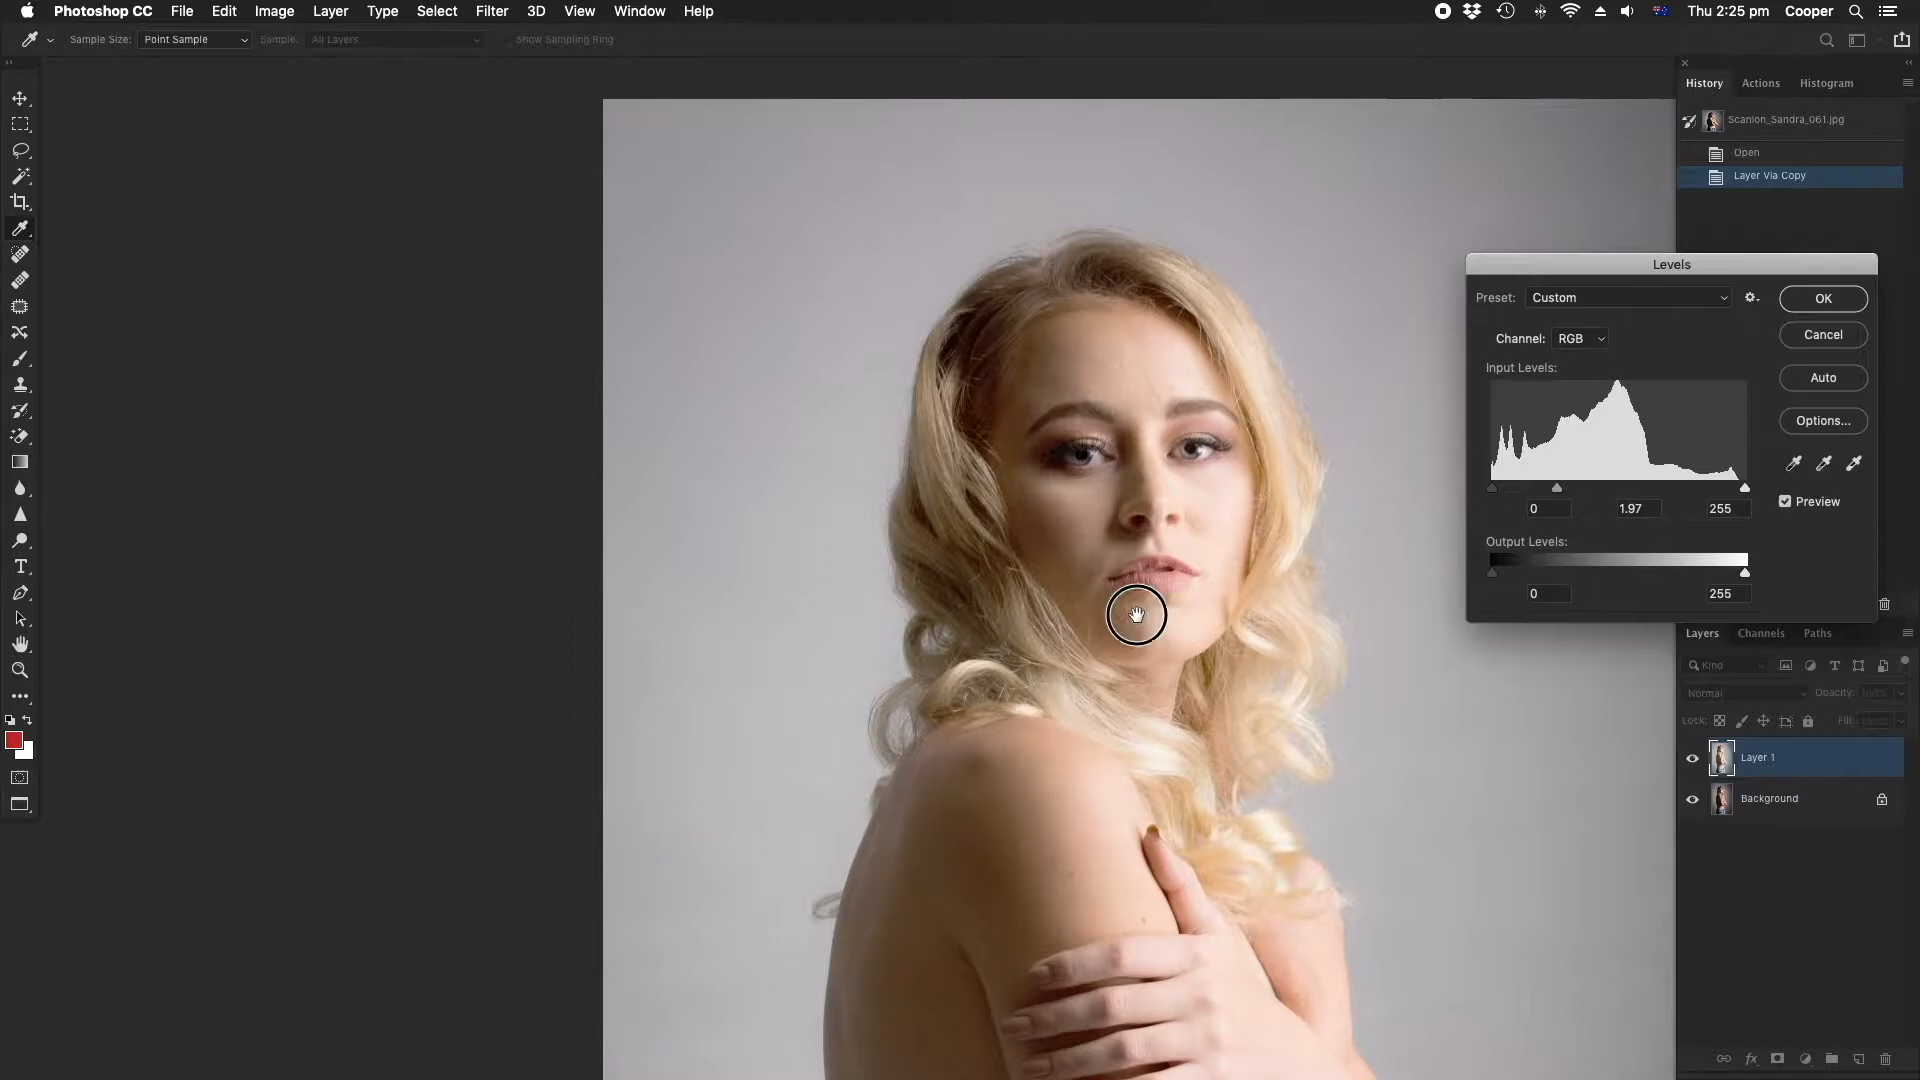 Photoshop CC File Edit Image Layer Type Select Filter 3D View Window Help Thu 2:25 pm Cooper
Sample Size: Point Sample Sample: All Layers Show Sampling Ring
History Actions Histogram
Scanlon_Sandra_061.jpg
Open
Layer Via Copy
Levels
Preset: Custom OK
Channel: RGB Cancel
Input Levels:
Auto
Options...
0 1.97 255 Preview
Output Levels:
0 255
Layers Channels Paths
Kind
Normal Opacity: 100%
Lock: Fill:
Layer 1
Background